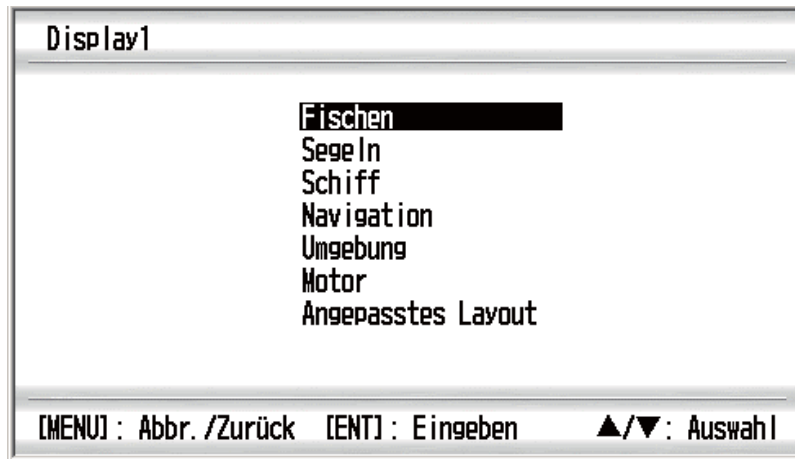 Display1
Fischen
Segeln
Schiff
Navigation
Umgebung
Motor
Angepasstes Layout
[MENU]: Abbr./Zurück [ENT]: Eingeben ▲/▼: Auswahl